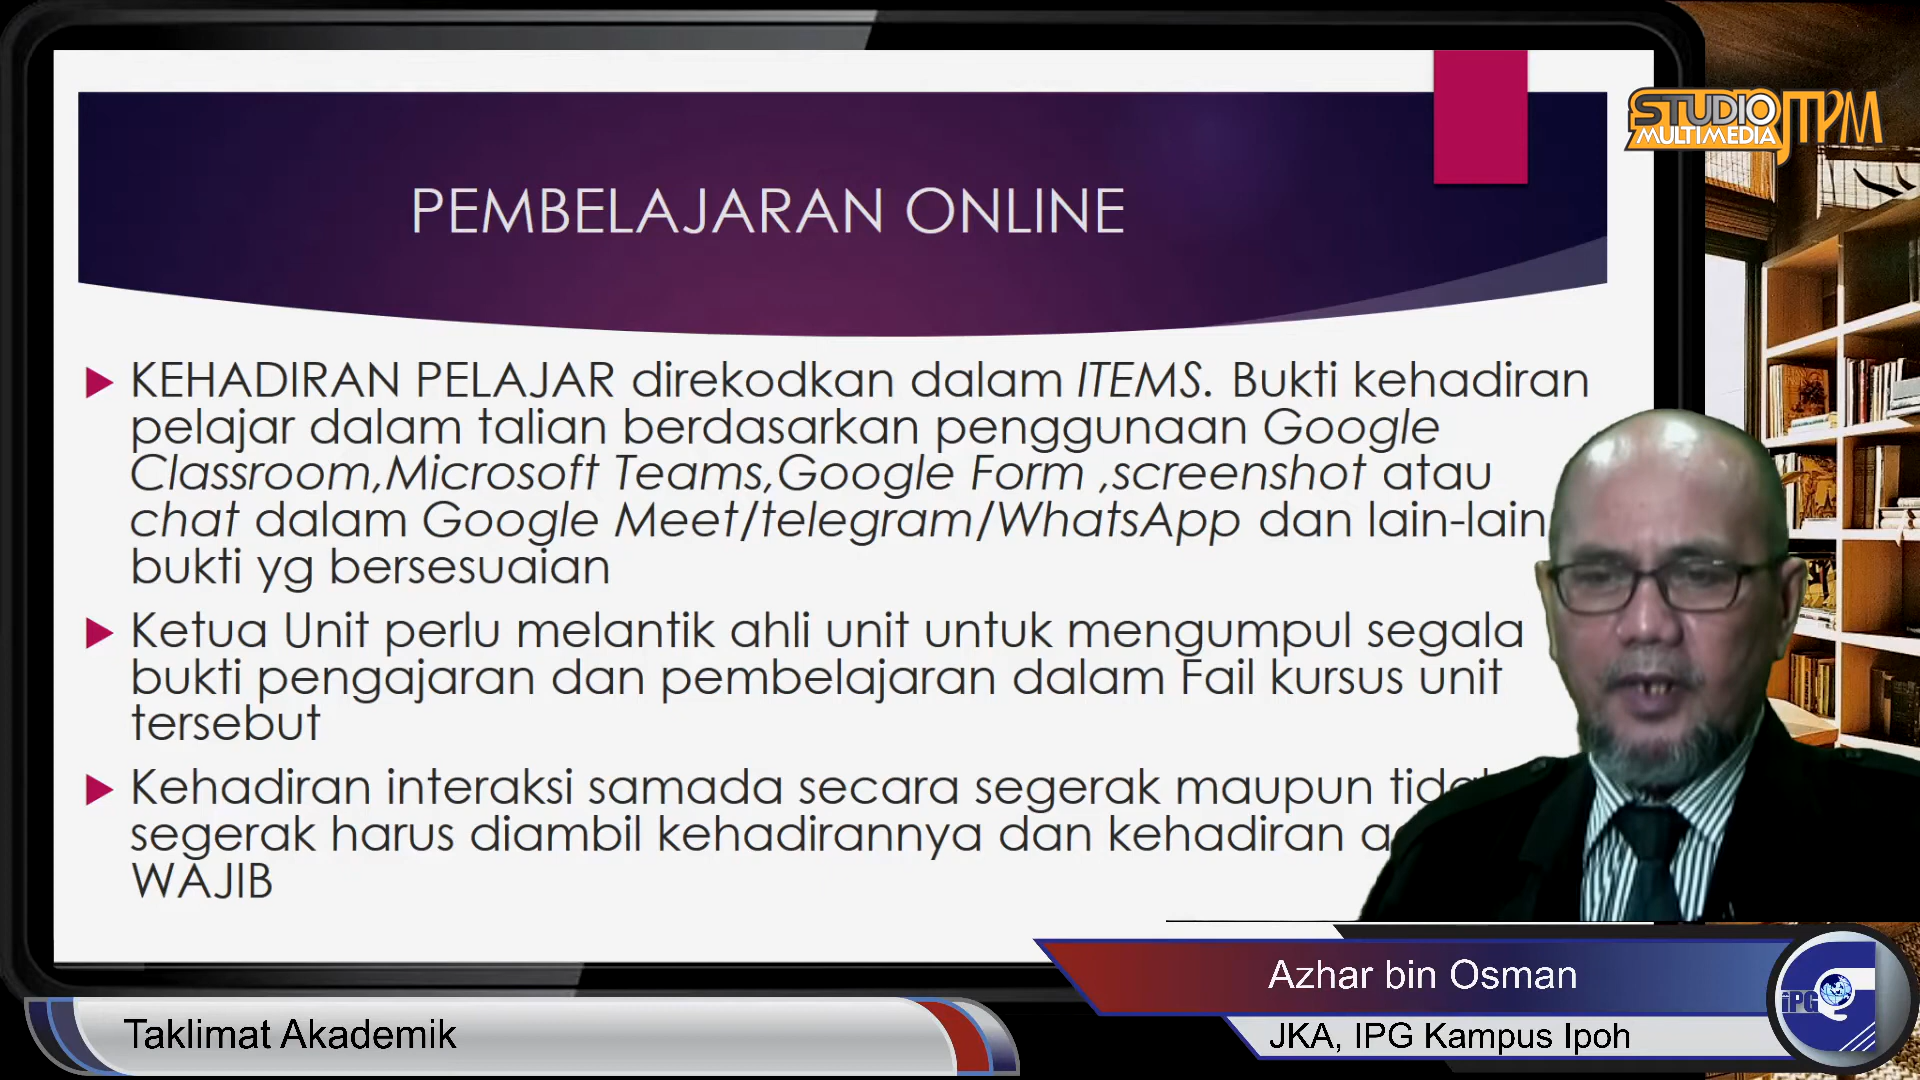 STUDIO
MULTIMEDIA JTPM
PEMBELAJARAN ONLINE
KEHADIRAN PELAJAR direkodkan dalam ITEMS. Bukti kehadiran
pelajar dalam talian berdasarkan penggunaan Google
Classroom,Microsoft Teams,Google Form ,screenshot atau
chat dalam Google Meet/telegram/WhatsApp dan lain-lain
bukti yg bersesuaian
Ketua Unit perlu melantik ahli unit untuk mengumpul segala
bukti pengajaran dan pembelajaran dalam Fail kursus unit
tersebut
Kehadiran interaksi samada secara segerak maupun
segerak harus diambil kehadirannya dan kehadiran
WAJIB
Azhar bin Osman
JKA, IPG Kampus Ipoh
iPG
Taklimat Akademik